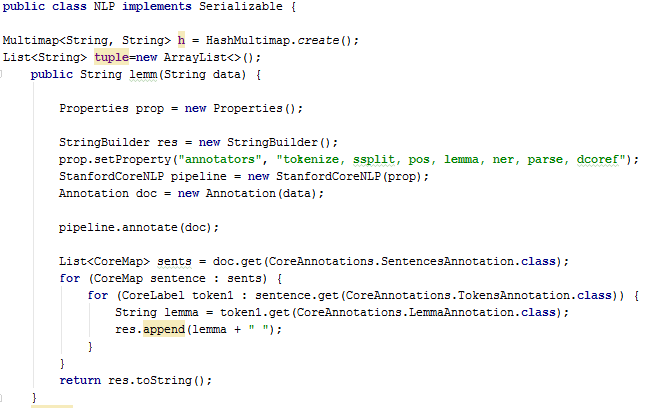 public class NLP implements Serializable {
Multimap<String, String> h = HashMultimap.create();
List<String> tuple=new ArrayList<>();
public String lemm(String data) {
Properties prop = new Properties();
StringBuilder res = new StringBuilder();
prop.setProperty("annotators", "tokenize, ssplit, pos, lemma, ner, parse, dcoref");
StanfordCoreNLP pipeline = new StanfordCoreNLP(prop);
Annotation doc = new Annotation(data);
pipeline.annotate(doc);
List<CoreMap> sents = doc.get(CoreAnnotations.SentencesAnnotation.class);
for (CoreMap sentence : sents) {
for (CoreLabel token1 : sentence.get(CoreAnnotations.TokensAnnotation.class)) {
String lemma = token1.get(CoreAnnotations.LemmaAnnotation.class);
res.append(lemma + " ");
}
}
return res.toString();
}